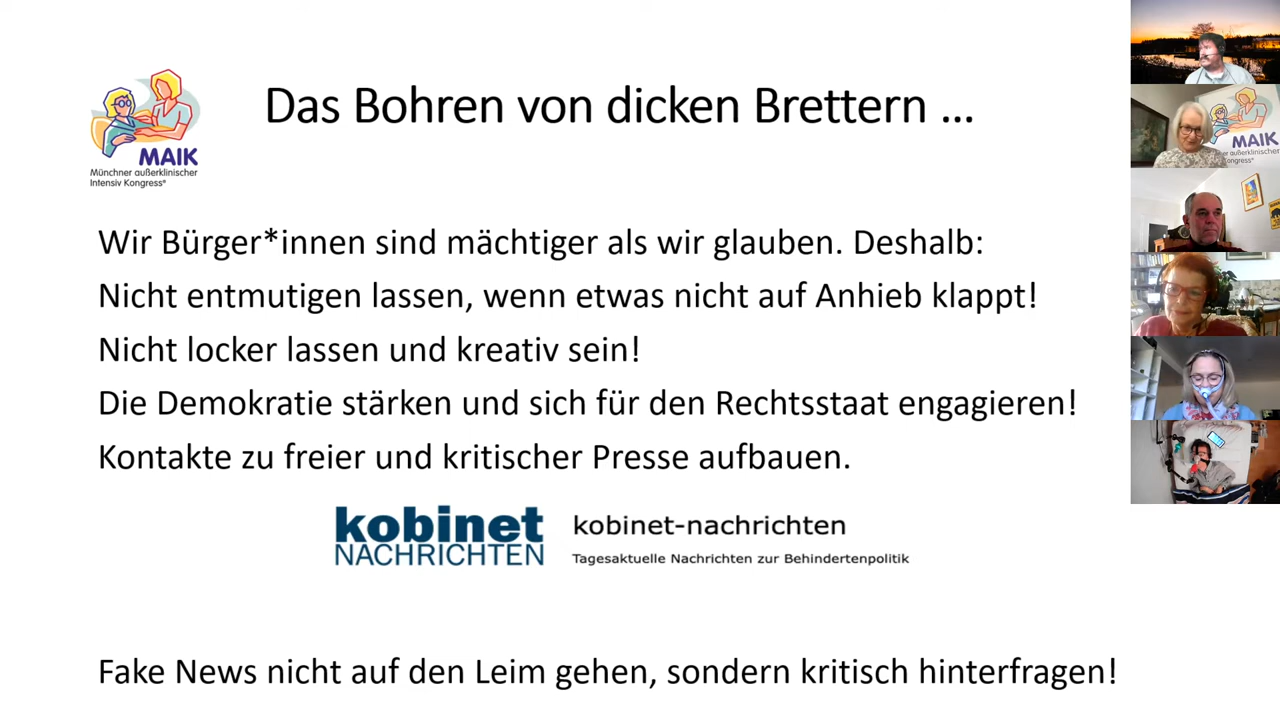 Das Bohren von dicken Brettern ...
MAIK
Münchner außerklinischer
Intensiv Kongress®
Wir Bürger*innen sind mächtiger als wir glauben. Deshalb:
Nicht entmutigen lassen, wenn etwas nicht auf Anhieb klappt!
Nicht locker lassen und kreativ sein!
Die Demokratie stärken und sich für den Rechtsstaat engagieren!
Kontakte zu freier und kritischer Presse aufbauen.
kobinet
NACHRICHTEN
kobinet-nachrichten
Tagesaktuelle Nachrichten zur Behindertenpolitik
Fake News nicht auf den Leim gehen, sondern kritisch hinterfragen!
MAIK